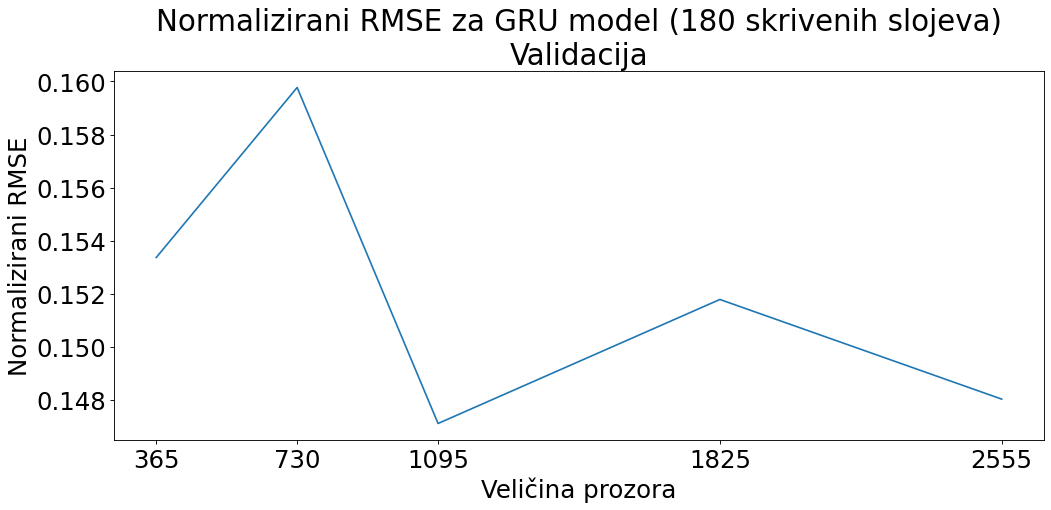 Normalizirani RMSE za GRU model (180 skrivenih slojeva)
Validacija
Normalizirani RMSE
0.160
0.158
0.156
0.154
0.152
0.150
0.148
365 730 1095 1825 2555
Veličina prozora